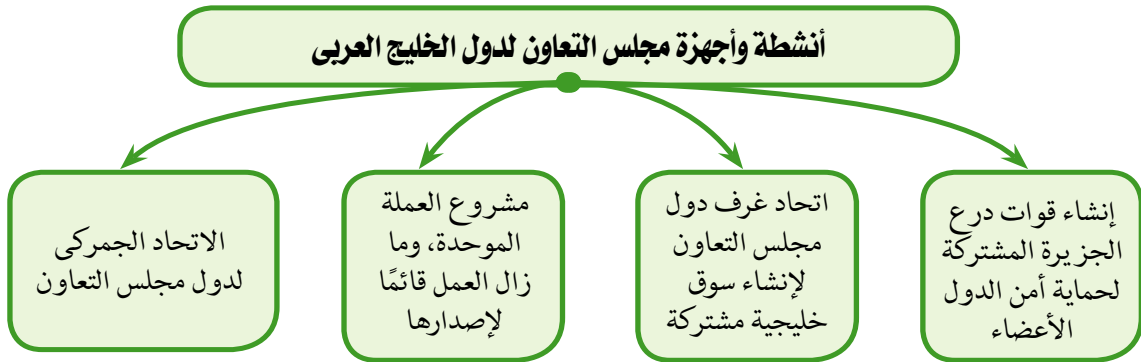 أنشطة وأجهزة مجلس التعاون لدول الخليج العربى
إنشاء قوات درع
الجزيرة المشتركة
لحماية أمن الدول
الأعضاء
اتحاد غرف دول
مجلس التعاون
لإنشاء سوق
خليجية مشتركة
مشروع العملة
الموحدة، وما
زال العمل قائمًا
لإصدارها
الاتحاد الجمركى
لدول مجلس التعاون